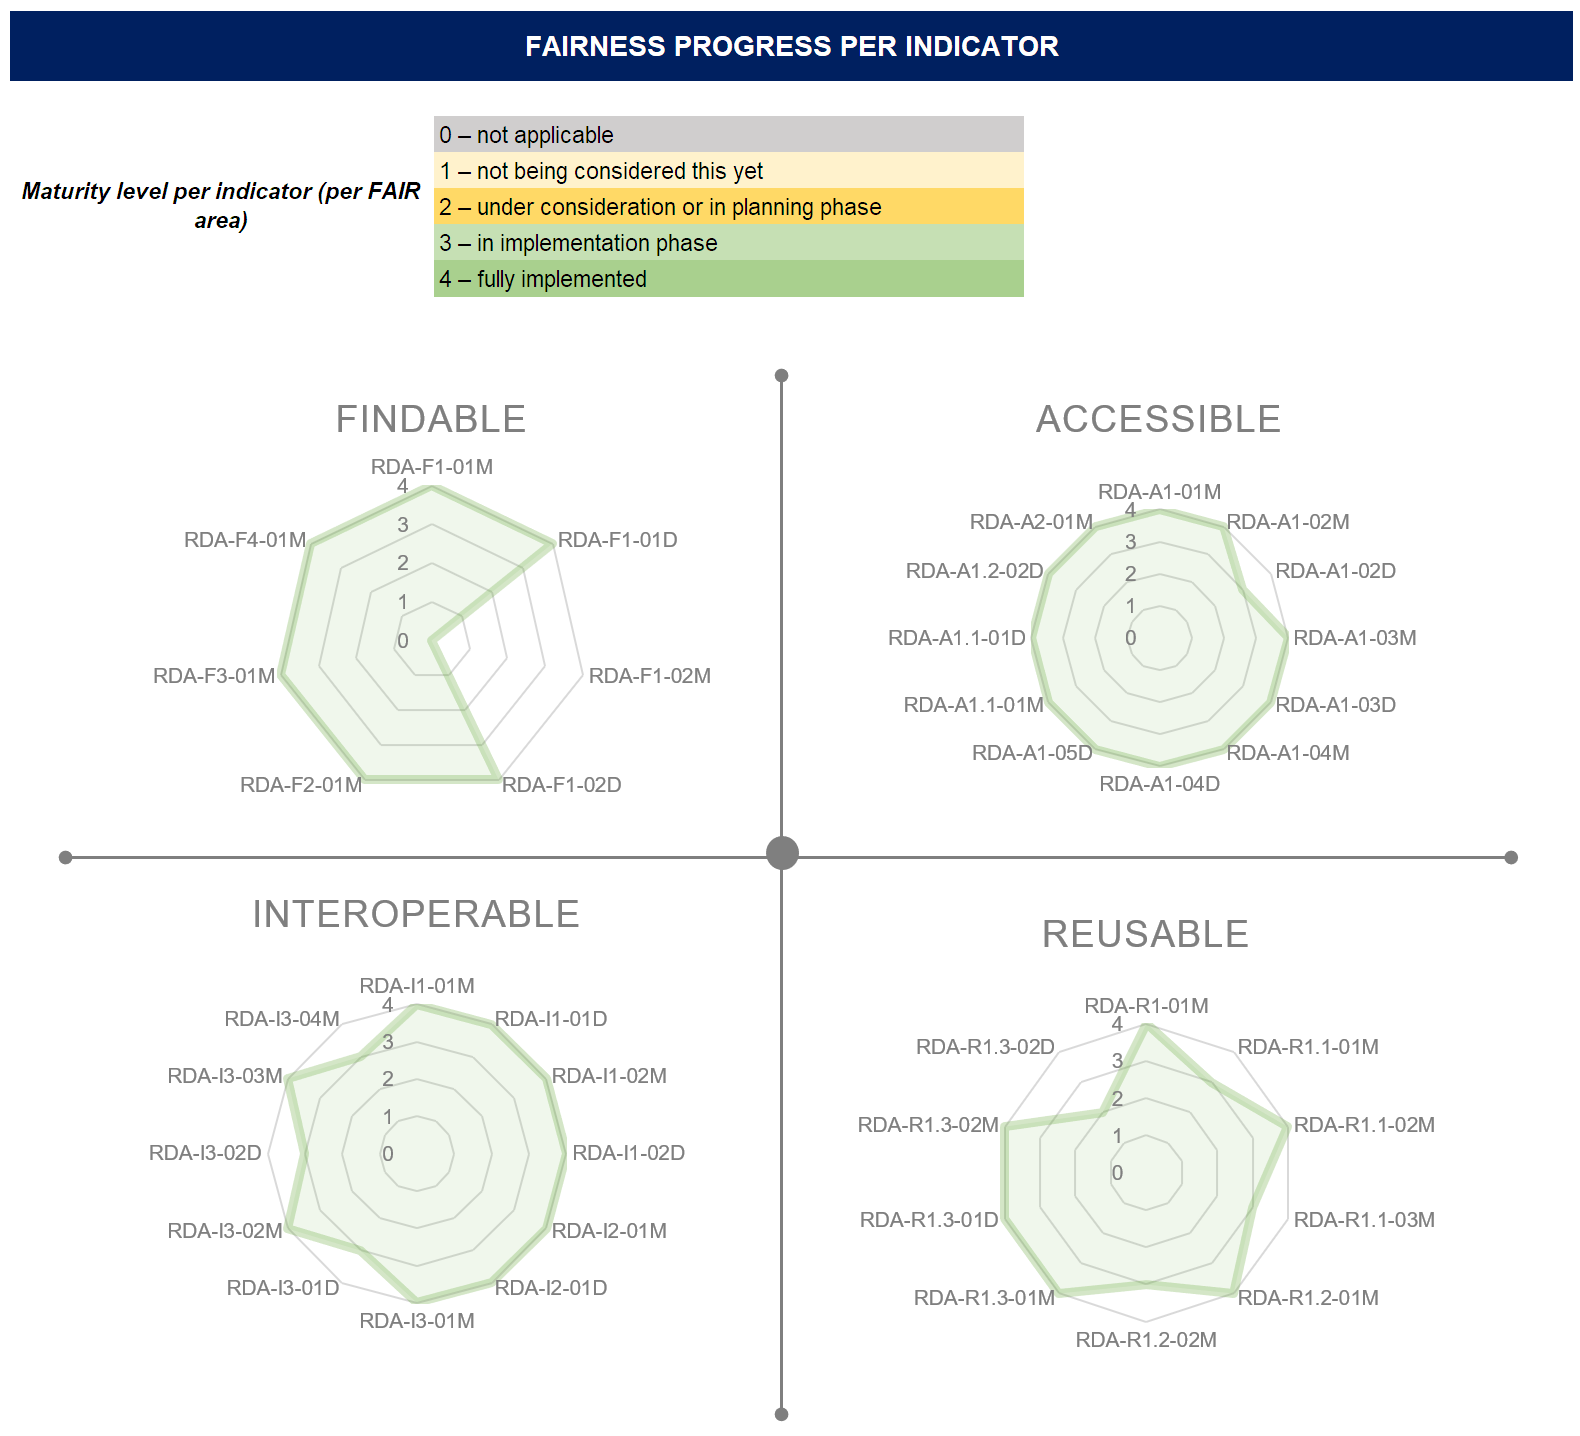 FAIRNESS PROGRESS PER INDICATOR
Maturity level per indicator (per FAIR
area)
0 – not applicable
1 – not being considered this yet
2 – under consideration or in planning phase
3 – in implementation phase
4 – fully implemented
FINDABLE
RDA-F1-01M
4
3
2
1
0
RDA-F4-01M
RDA-F1-01D
RDA-F3-01M
RDA-F1-02M
RDA-F2-01M
RDA-F1-02D
ACCESSIBLE
RDA-A1-01M
4
3
2
1
0
RDA-A2-01M
RDA-A1-02M
RDA-A1.2-02D
RDA-A1-02D
RDA-A1.1-01D
RDA-A1-03M
RDA-A1.1-01M
RDA-A1-03D
RDA-A1-05D
RDA-A1-04M
RDA-A1-04D
INTEROPERABLE
RDA-I1-01M
4
3
2
1
0
RDA-I3-04M
RDA-I1-01D
RDA-I3-03M
RDA-I1-02M
RDA-I3-02D
RDA-I1-02D
RDA-I3-02M
RDA-I2-01M
RDA-I3-01D
RDA-I2-01D
RDA-I3-01M
REUSABLE
RDA-R1-01M
4
3
2
1
0
RDA-R1.3-02D
RDA-R1.1-01M
RDA-R1.3-02M
RDA-R1.1-02M
RDA-R1.3-01D
RDA-R1.1-03M
RDA-R1.3-01M
RDA-R1.2-01M
RDA-R1.2-02M